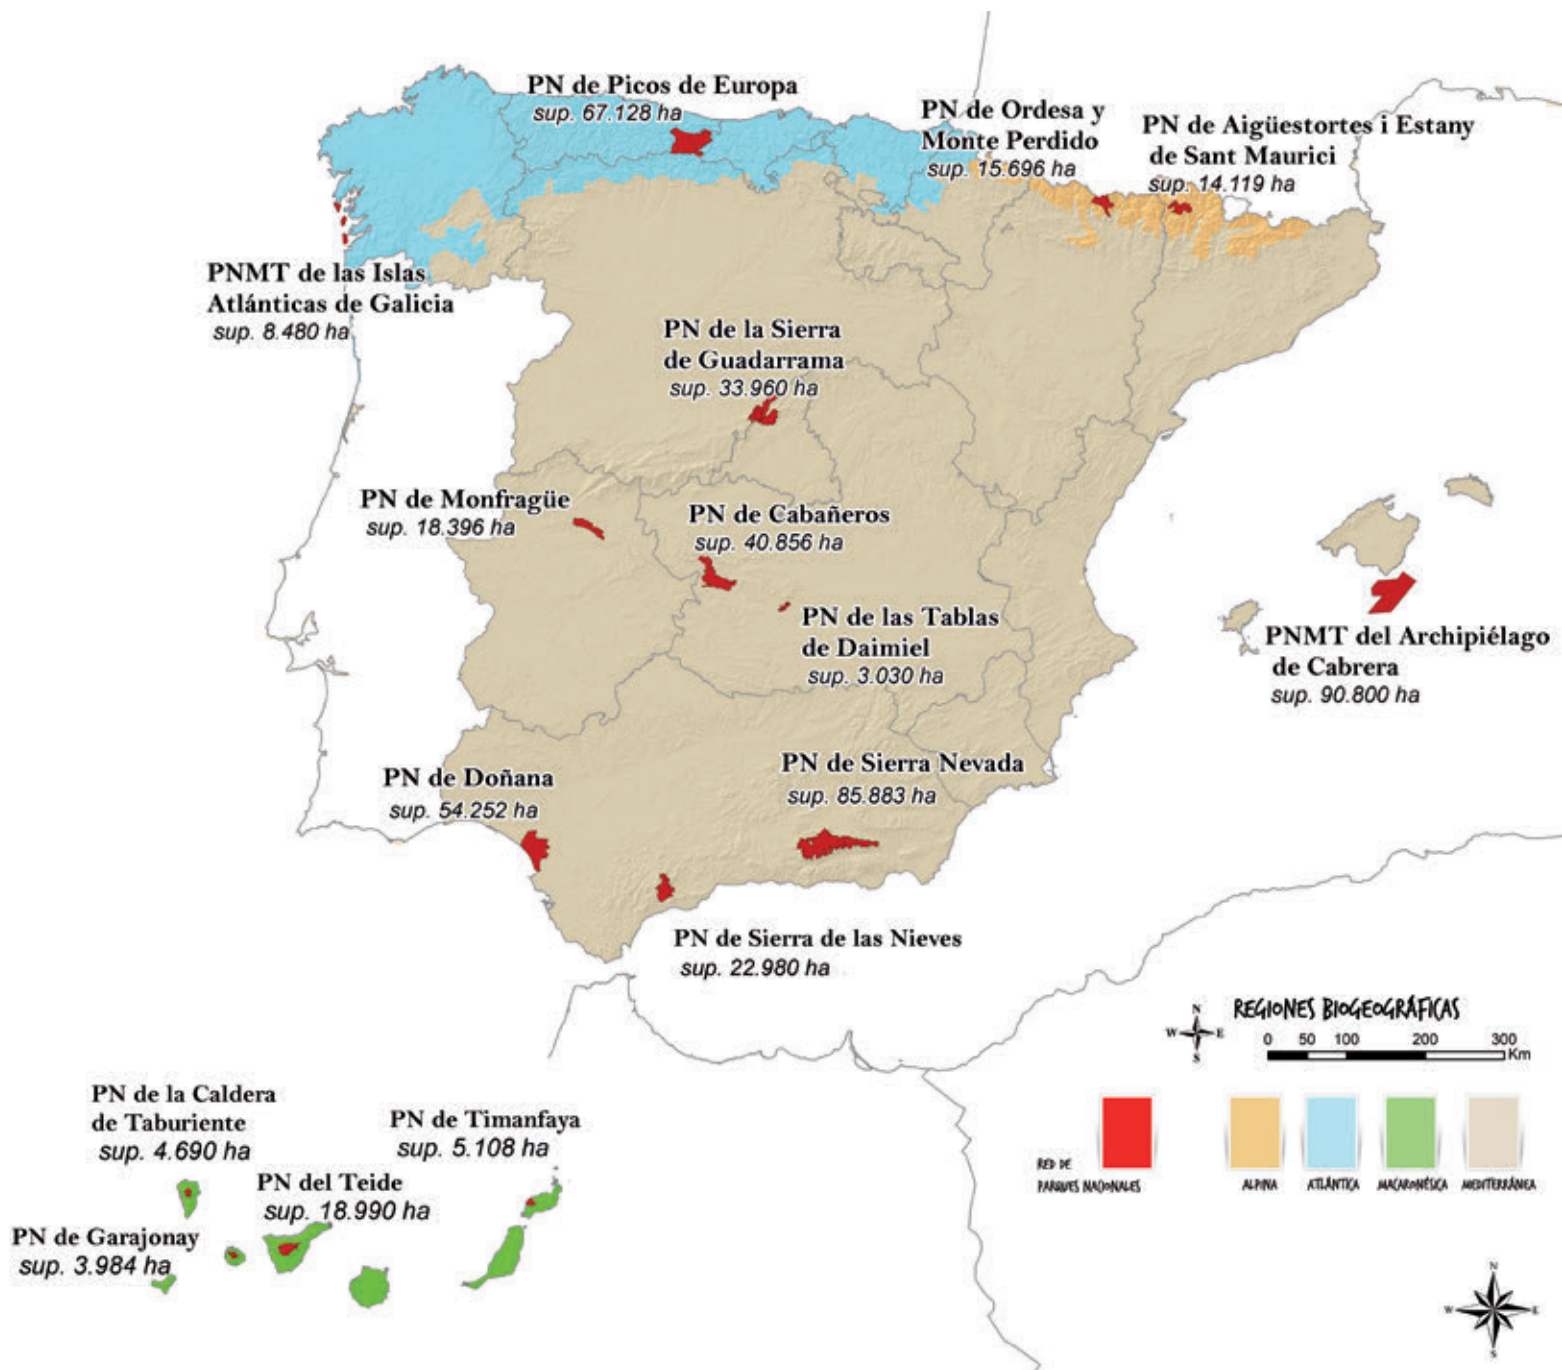 PN de Picos de Europa
sup. 67.128 ha
PN de Ordesa y
Monte Perdido
sup. 15.696 ha
PN de Aigüestortes i Estany
de Sant Maurici
sup. 14.119 ha
PNMT de las Islas
Atlánticas de Galicia
sup. 8.480 ha
PN de la Sierra
de Guadarrama
sup. 33.960 ha
PN de Monfragüe
sup. 18.396 ha
PN de Cabañeros
sup. 40.856 ha
PN de las Tablas
de Daimiel
sup. 3.030 ha
PNMT del Archipiélago
de Cabrera
sup. 90.800 ha
PN de Doñana
sup. 54.252 ha
PN de Sierra Nevada
sup. 85.883 ha
PN de Sierra de las Nieves
sup. 22.980 ha
PN de la Caldera
de Taburiente
sup. 4.690 ha
PN de Timanfaya
sup. 5.108 ha
PN del Teide
sup. 18.990 ha
PN de Garajonay
sup. 3.984 ha
N
W E
S
REGIONES BIOGEOGRÁFICAS
0 50 100 200 300
Km
RED DE
PARQUES NACIONALES
ALPINA
ATLÁNTICA
MACARONÉSICA
MEDITERRÁNEA
N
W E
S